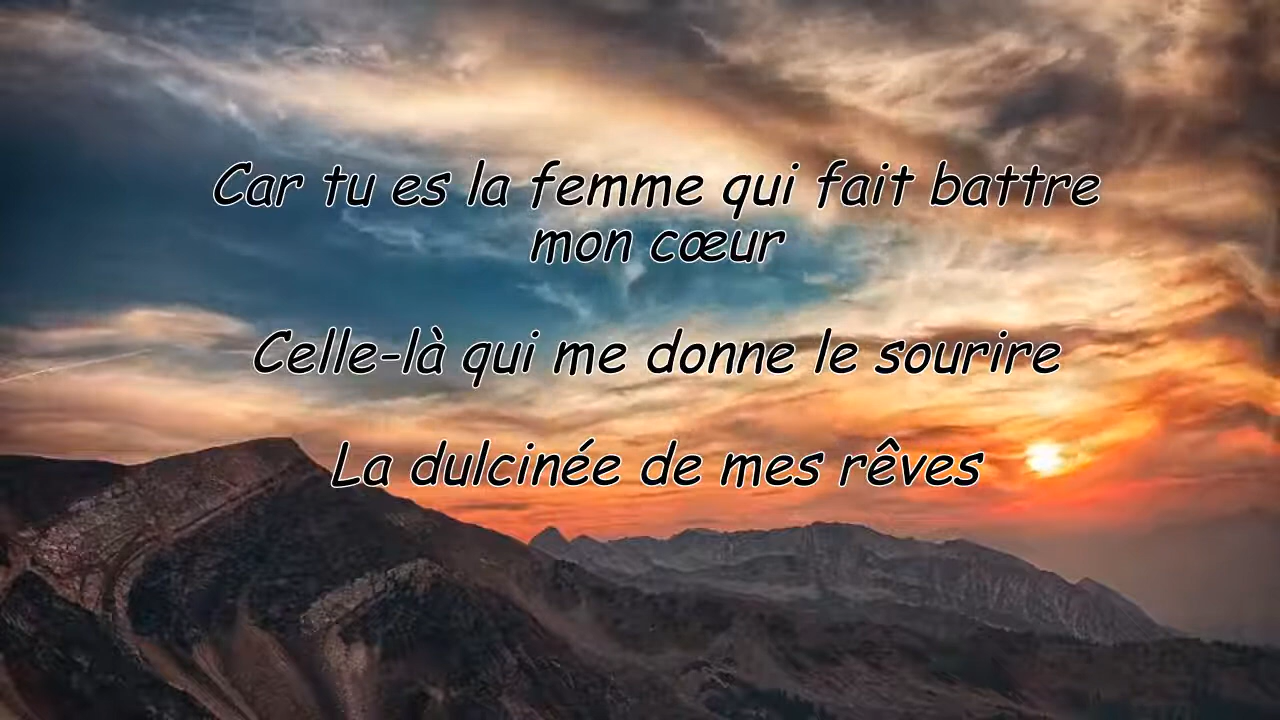 Car tu es la femme qui fait battre
mon cœur
Celle-là qui me donne le sourire
La dulcinée de mes rêves